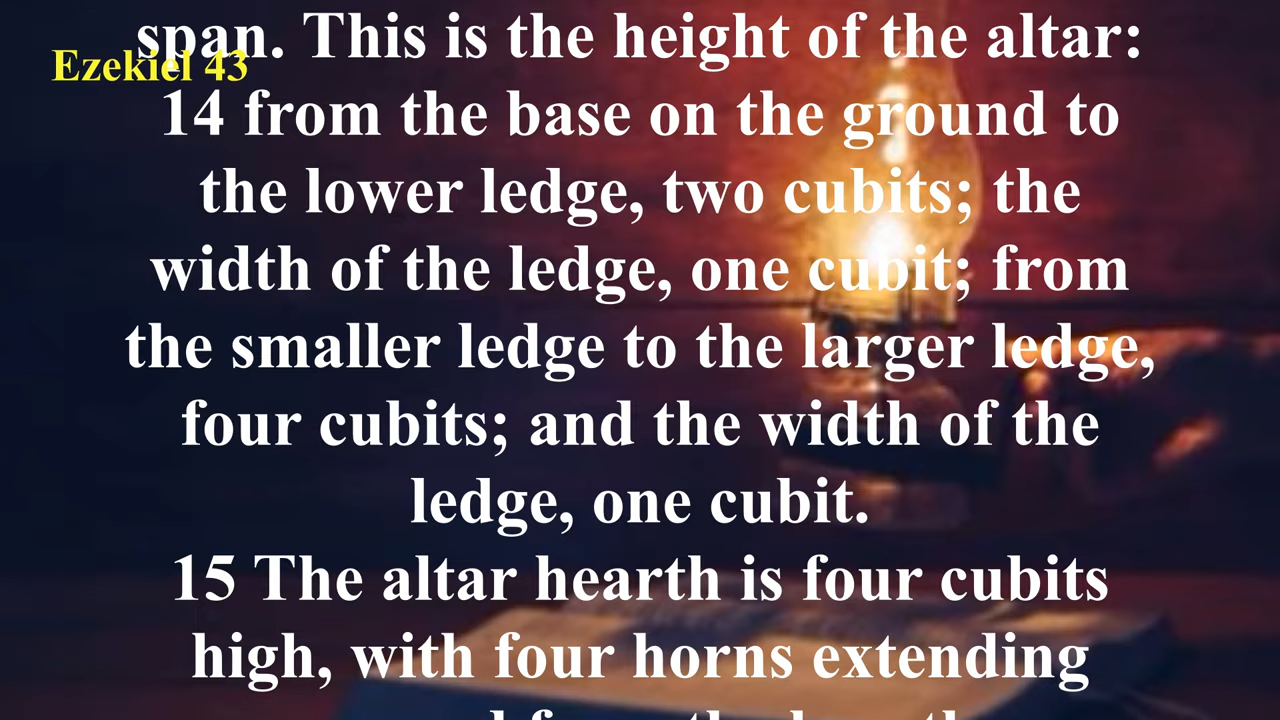 span. This is the height of the altar:
Ezekiel 43
14 from the base on the ground to
the lower ledge, two cubits; the
width of the ledge, one cubit; from
the smaller ledge to the larger ledge,
four cubits; and the width of the
ledge, one cubit.
15 The altar hearth is four cubits
high, with four horns extending